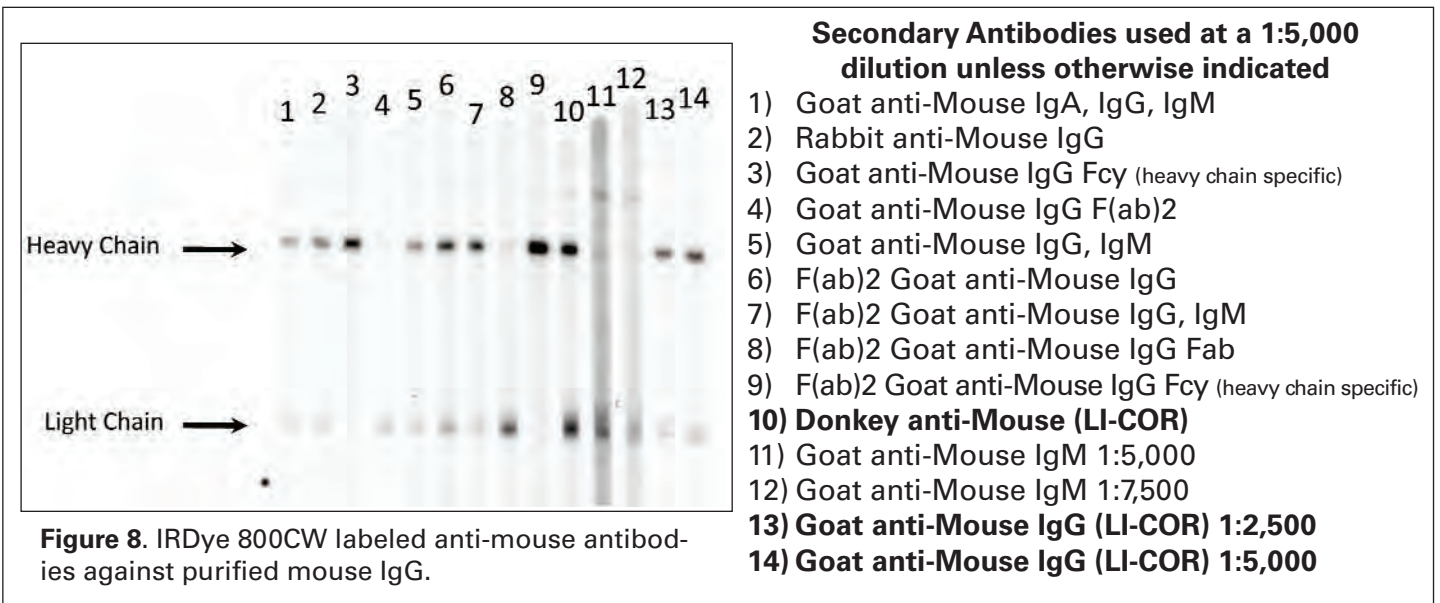 Secondary Antibodies used at a 1:5,000
dilution unless otherwise indicated
1 2 3 4 5 6 7 8 9 10 11 12 13 14
Heavy Chain
Light Chain
1) Goat anti-Mouse IgA, IgG, IgM
2) Rabbit anti-Mouse IgG
3) Goat anti-Mouse IgG Fcy (heavy chain specific)
4) Goat anti-Mouse IgG F(ab)2
5) Goat anti-Mouse IgG, IgM
6) F(ab)2 Goat anti-Mouse IgG
7) F(ab)2 Goat anti-Mouse IgG, IgM
8) F(ab)2 Goat anti-Mouse IgG Fab
9) F(ab)2 Goat anti-Mouse IgG Fcy (heavy chain specific)
10) Donkey anti-Mouse (LI-COR)
11) Goat anti-Mouse IgM 1:5,000
12) Goat anti-Mouse IgM 1:7,500
13) Goat anti-Mouse IgG (LI-COR) 1:2,500
14) Goat anti-Mouse IgG (LI-COR) 1:5,000
Figure 8. IRDye 800CW labeled anti-mouse antibod-
ies against purified mouse IgG.